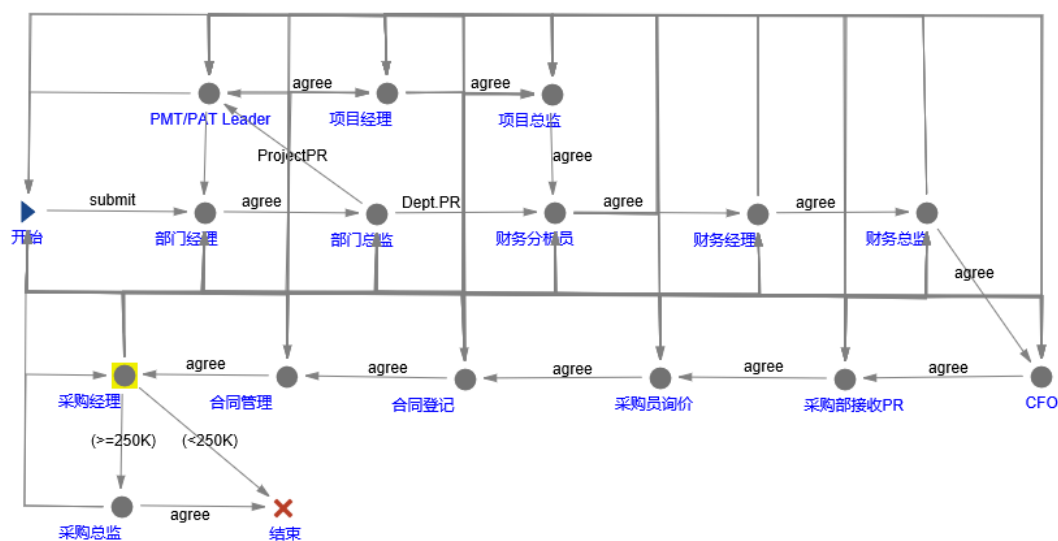 agree
agree
PMT/PAT Leader
项目经理
项目总监
ProjectPR
agree
submit
agree
Dept.PR
agree
agree
开始
部门经理
部门总监
财务分析员
财务经理
财务总监
agree
agree
agree
agree
agree
agree
采购经理
合同管理
合同登记
采购员询价
采购部接收PR
CFO
(>=250K)
(<250K)
agree
采购总监
结束